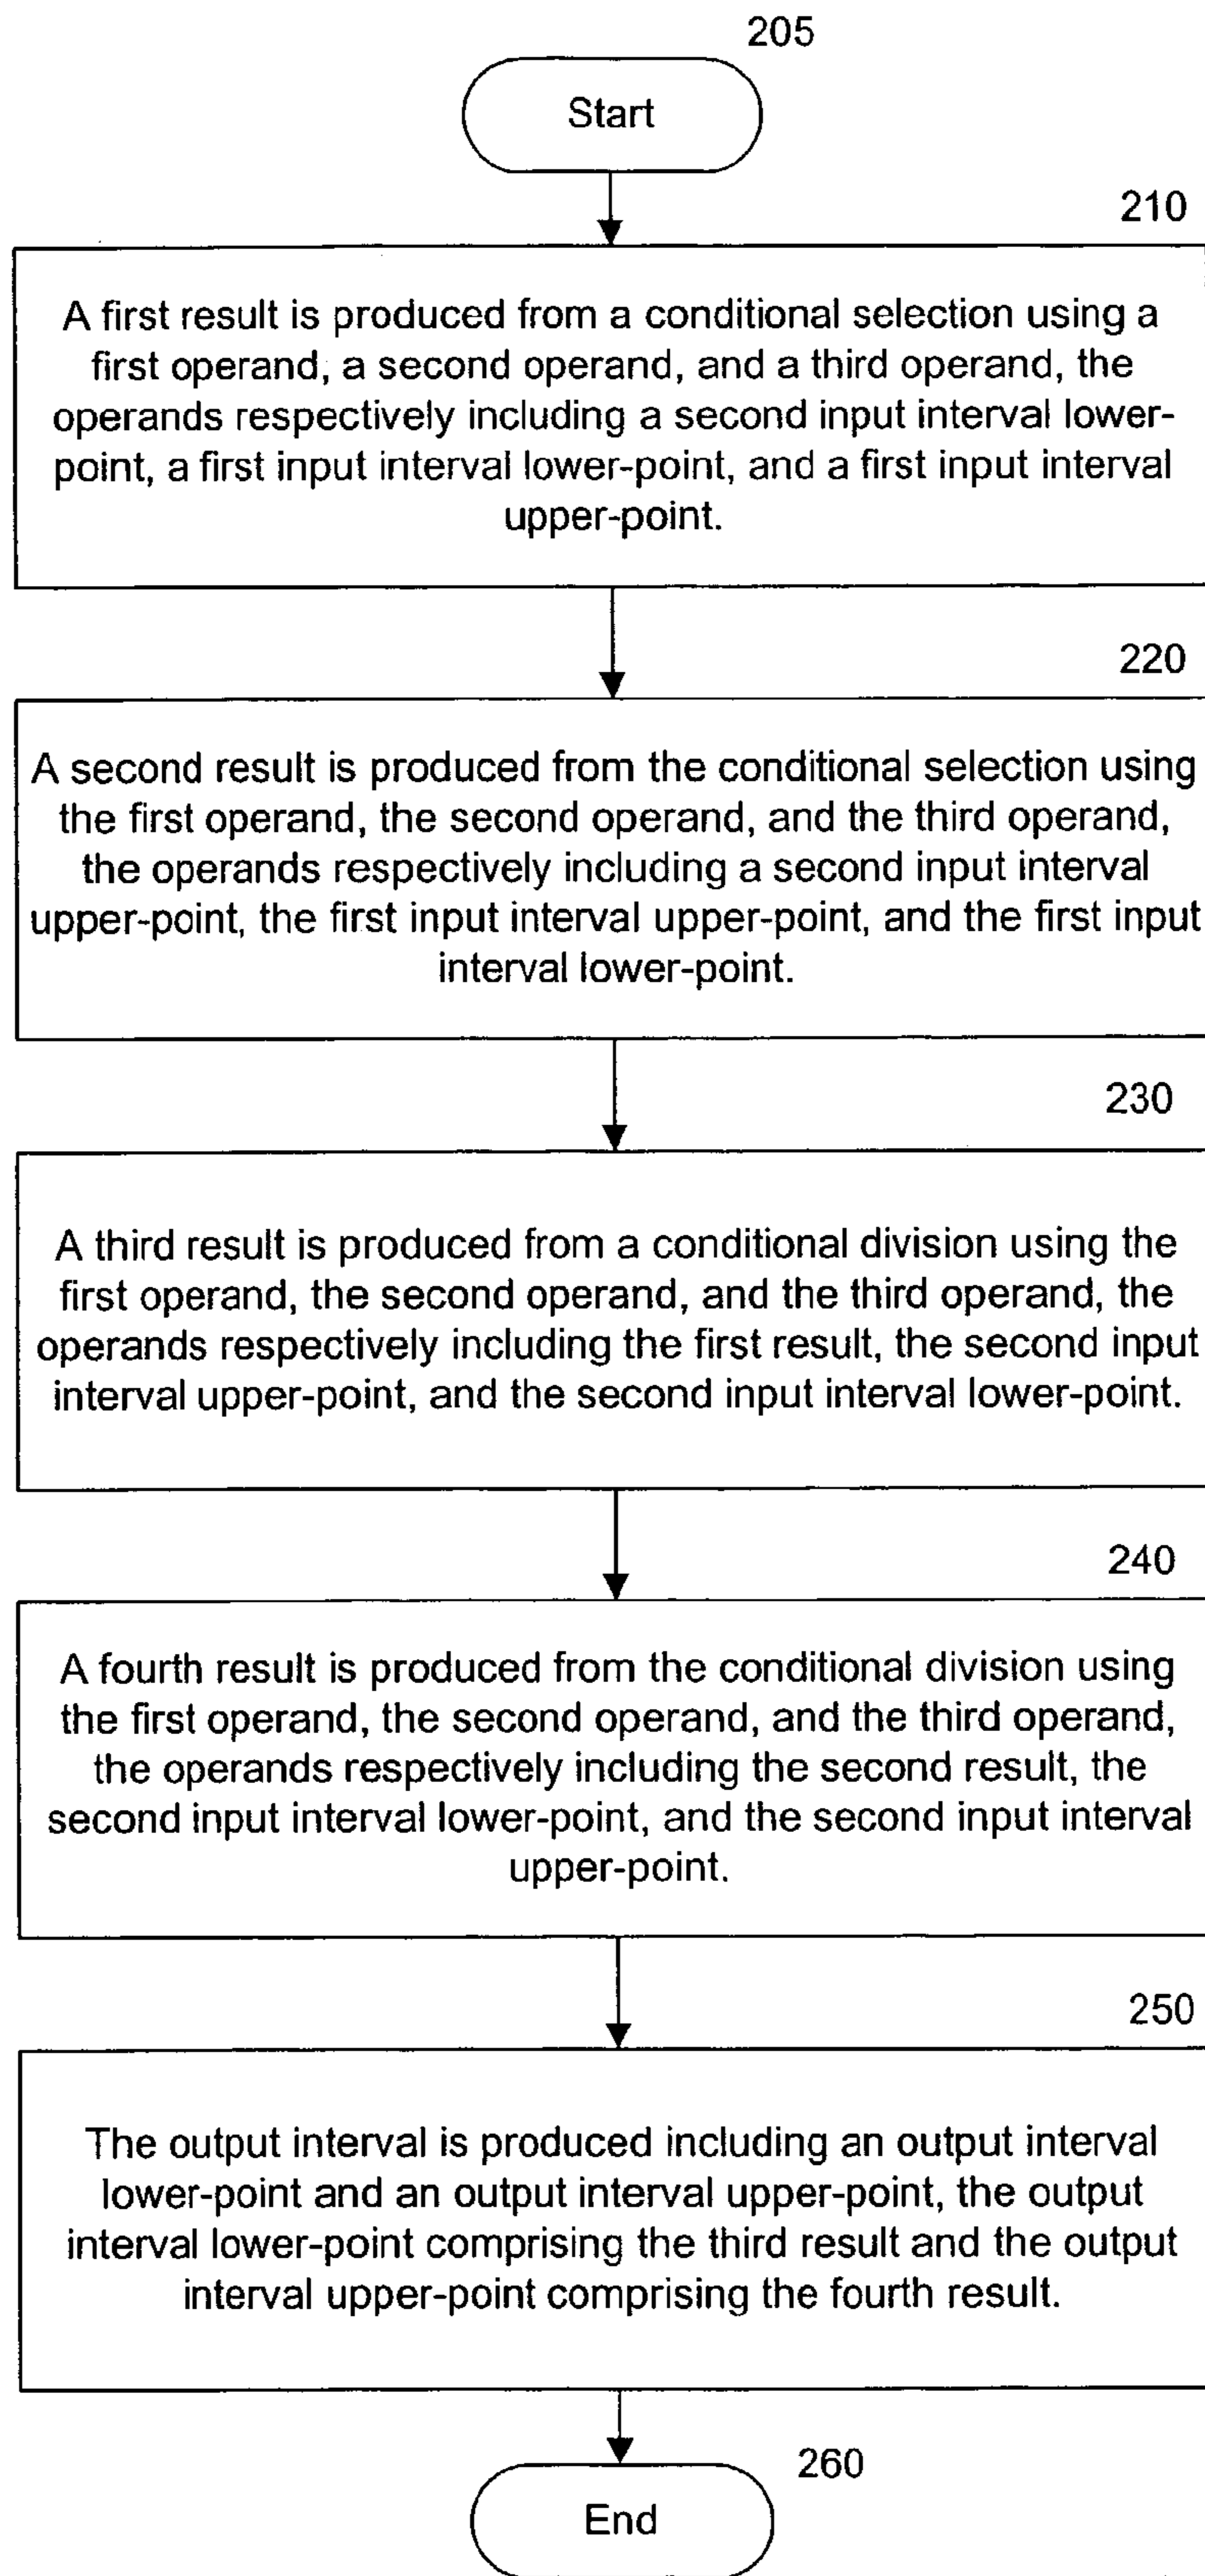 205
Start
210
A first result is produced from a conditional selection using a
first operand, a second operand, and a third operand, the
operands respectively including a second input interval lower-
point, a first input interval lower-point, and a first input interval
upper-point.
220
A second result is produced from the conditional selection using
the first operand, the second operand, and the third operand,
the operands respectively including a second input interval
upper-point, the first input interval upper-point, and the first input
interval lower-point.
230
A third result is produced from a conditional division using the
first operand, the second operand, and the third operand, the
operands respectively including the first result, the second input
interval upper-point, and the second input interval lower-point.
240
A fourth result is produced from the conditional division using
the first operand, the second operand, and the third operand,
the operands respectively including the second result, the
second input interval lower-point, and the second input interval
upper-point.
250
The output interval is produced including an output interval
lower-point and an output interval upper-point, the output
interval lower-point comprising the third result and the output
interval upper-point comprising the fourth result.
260
End